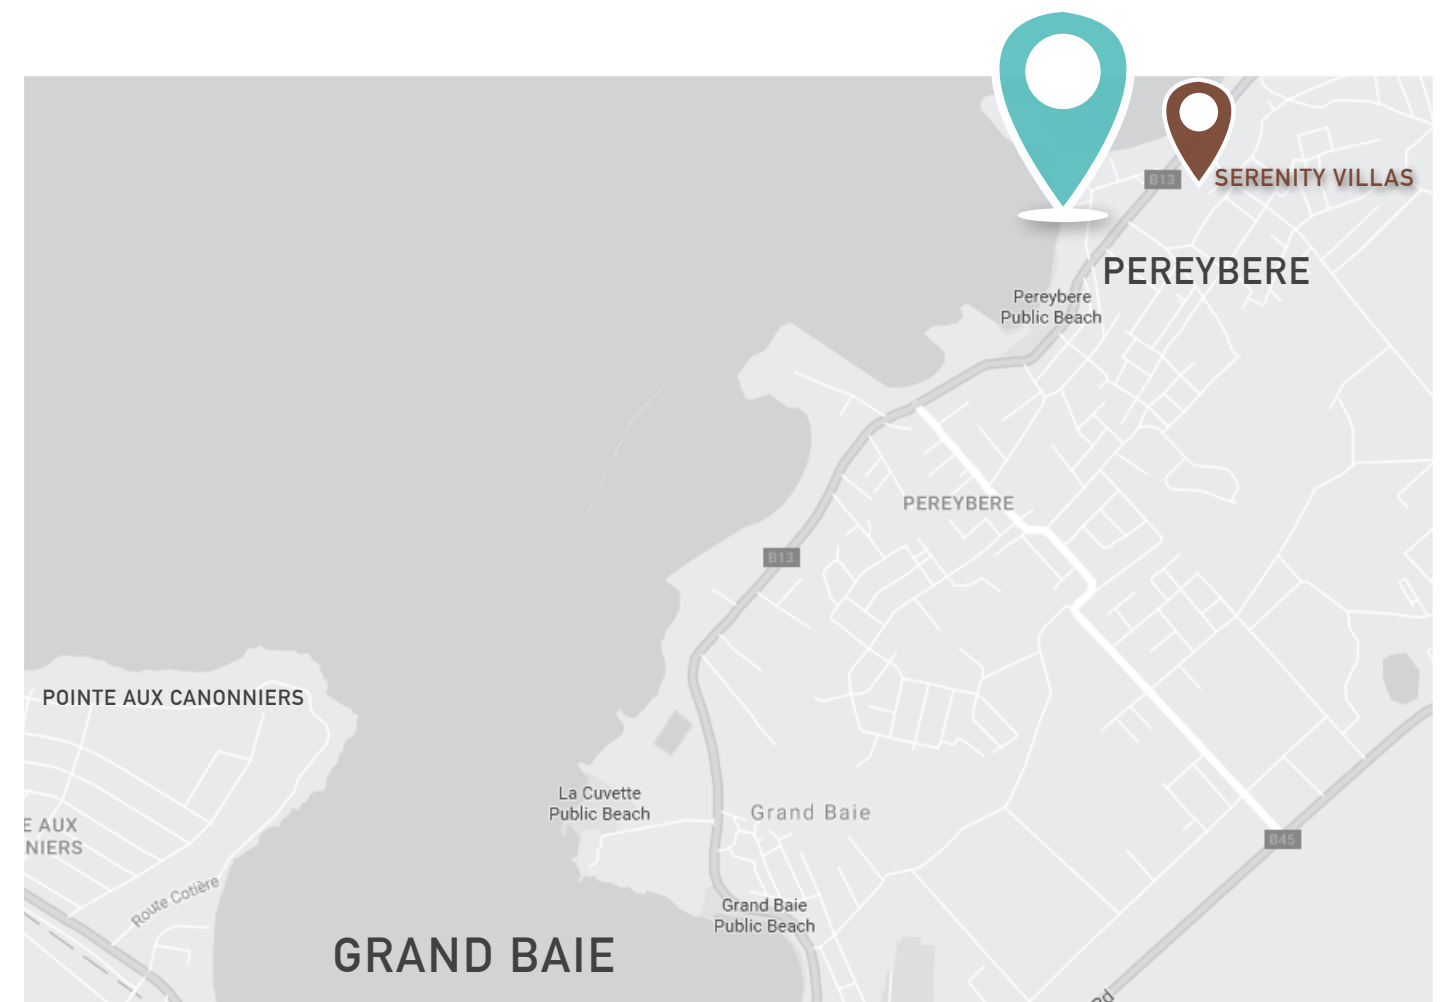 B13
SERENITY VILLAS
PEREYBERE
Pereybere
Public Beach
PEREYBERE
B13
POINTE AUX CANONNIERS
La Cuvette
Public Beach
Grand Baie
E AUX
NIERS
B45
Route Cotière
Grand Baie
Public Beach
GRAND BAIE
Rd